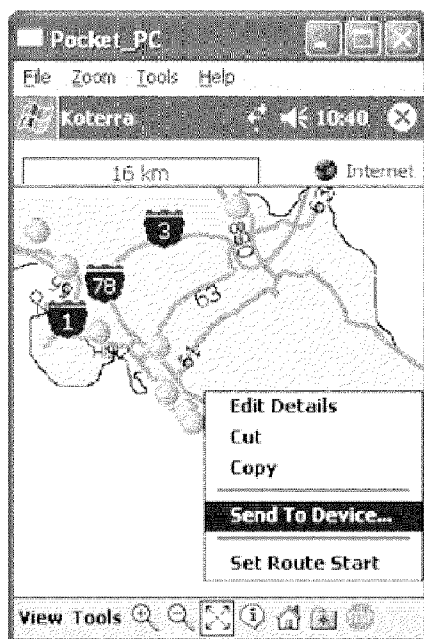 Pocket_PC
File Zoom Tools Help
Koterra 10:40
16 km
Internet
3
78
1
63
Edit Details
Cut
Copy
Send To Device...
Set Route Start
View Tools